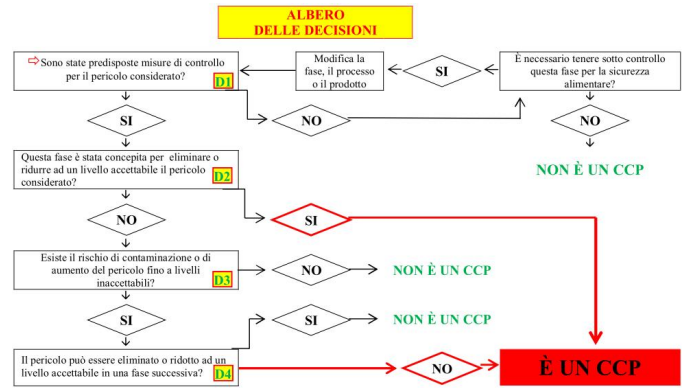 ALBERO
DELLE DECISIONI
Sono state predisposte misure di controllo
per il pericolo considerato?
D1
Modifica la
fase, il processo
o il prodotto
SI
È necessario tenere sotto controllo
questa fase per la sicurezza
alimentare?
SI
NO
NO
NON È UN CCP
Questa fase è stata concepita per eliminare o
ridurre ad un livello accettabile il pericolo
considerato?
D2
NO
SI
Esiste il rischio di contaminazione o di
aumento del pericolo fino a livelli
inaccettabili?
D3
NO
NON È UN CCP
SI
SI
NON È UN CCP
Il pericolo può essere eliminato o ridotto ad un
livello accettabile in una fase successiva?
D4
NO
È UN CCP